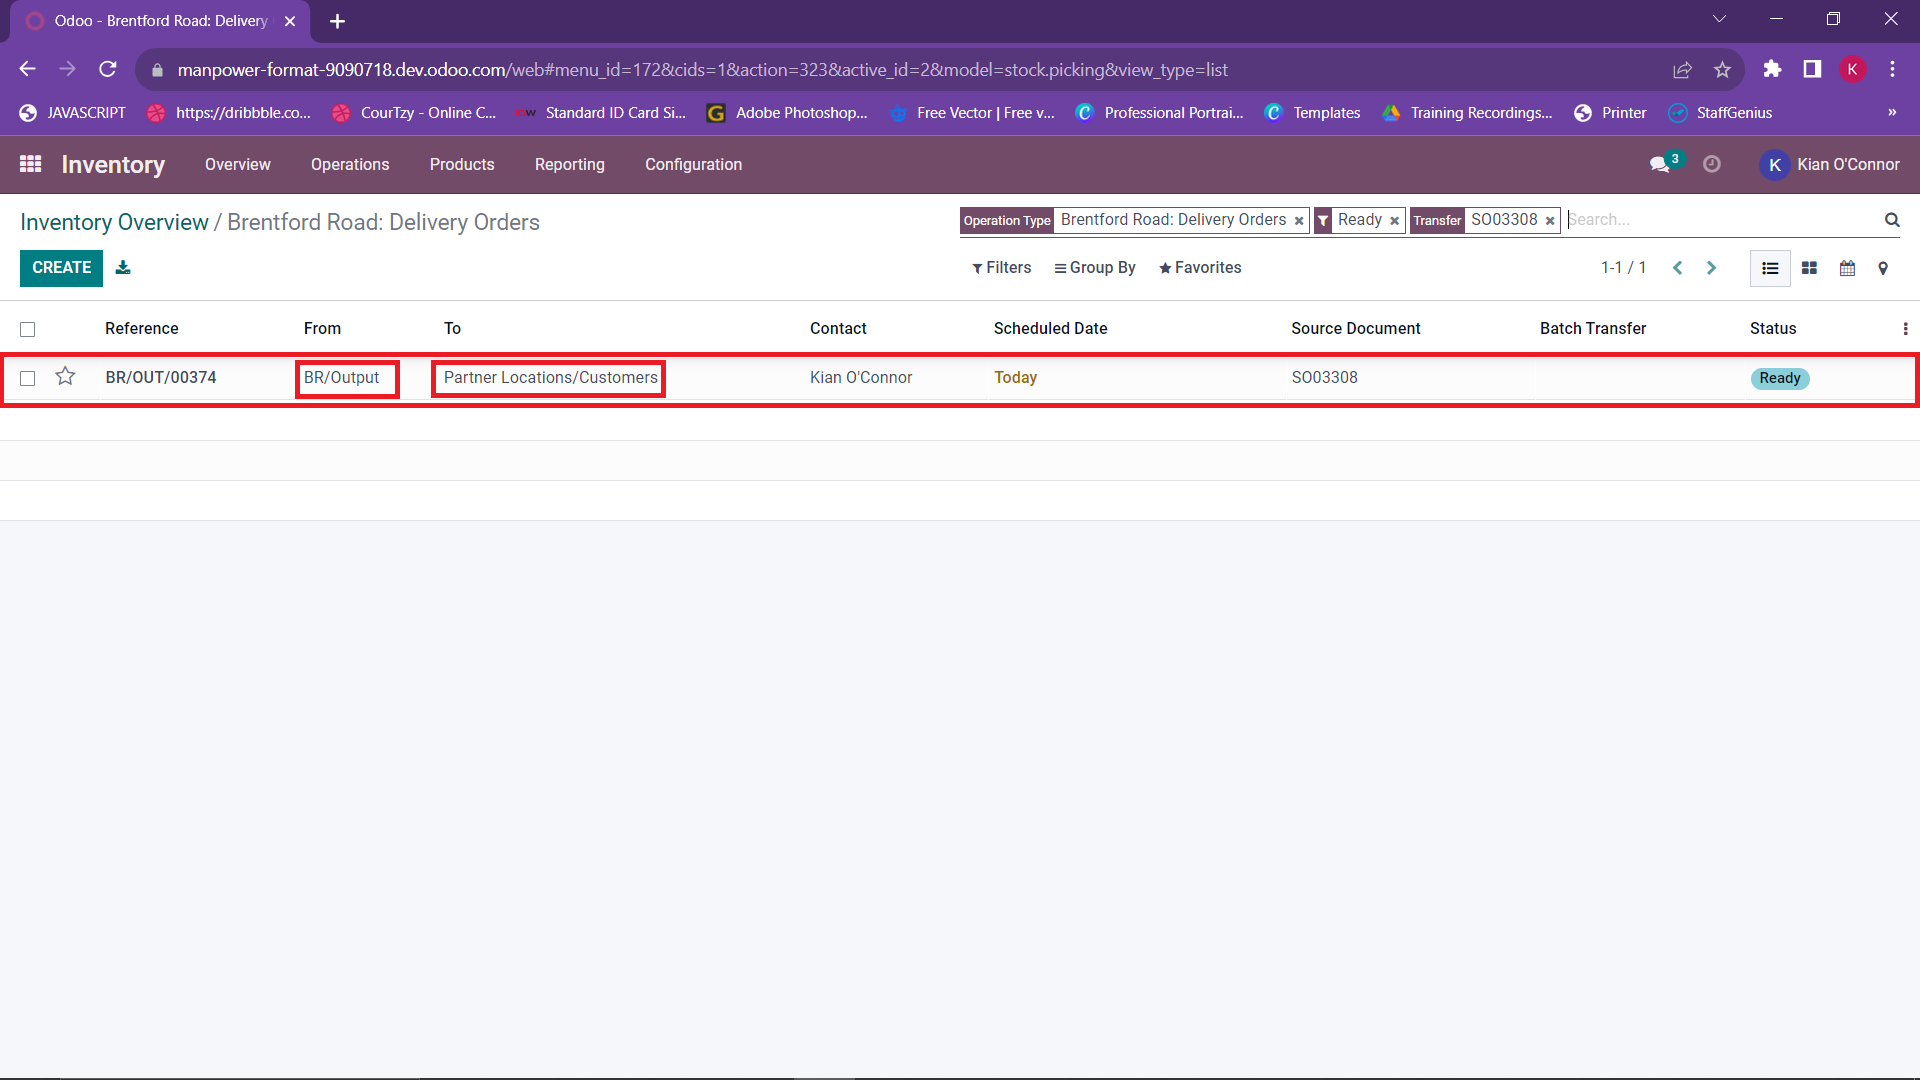 Odoo - Brentford Road: Delivery
manpower-format-9090718.dev.odoo.com/web#menu_id=172&cids=1&action=323&active_id=2&model=stock.picking&view_type=list
K
JAVASCRIPT https://dribbble.co... CourTzy - Online C... Standard ID Card Si... Adobe Photoshop... Free Vector | Free v... Professional Portrai... Templates Training Recordings... Printer StaffGenius »
Inventory Overview Operations Products Reporting Configuration 3 K Kian O'Connor
Inventory Overview / Brentford Road: Delivery Orders
Operation Type Brentford Road: Delivery Orders × Ready × Transfer SO03308 × Search...
CREATE Filters Group By Favorites 1-1 / 1
Reference From To Contact Scheduled Date Source Document Batch Transfer Status
BR/OUT/00374 BR/Output Partner Locations/Customers Kian O'Connor Today SO03308 Ready